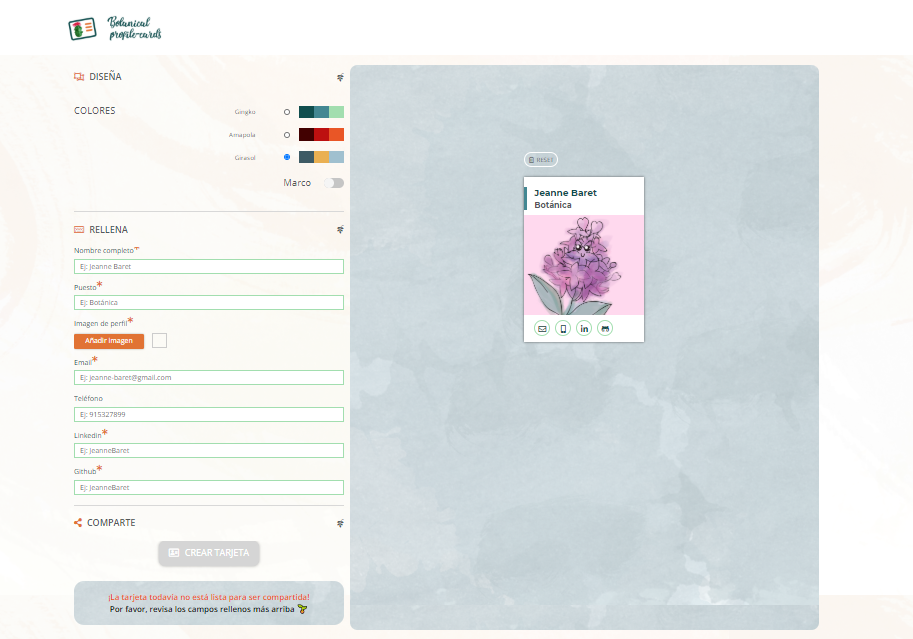 Botanical
profile-cards
DISEÑA
COLORES
Gingko
Amapola
Girasol
Marco
RELLENA
Nombre completo*
Ej: Jeanne Baret
Puesto*
Ej: Botánica
Imagen de perfil*
Añadir imagen
Email*
Ej: jeanne-baret@gmail.com
Teléfono
Ej: 915327899
Linkedin*
Ej: JeanneBaret
Github*
Ej: JeanneBaret
COMPARTE
CREAR TARJETA
¡La tarjeta todavía no está lista para ser compartida!
Por favor, revisa los campos rellenos más arriba
RESET
Jeanne Baret
Botánica